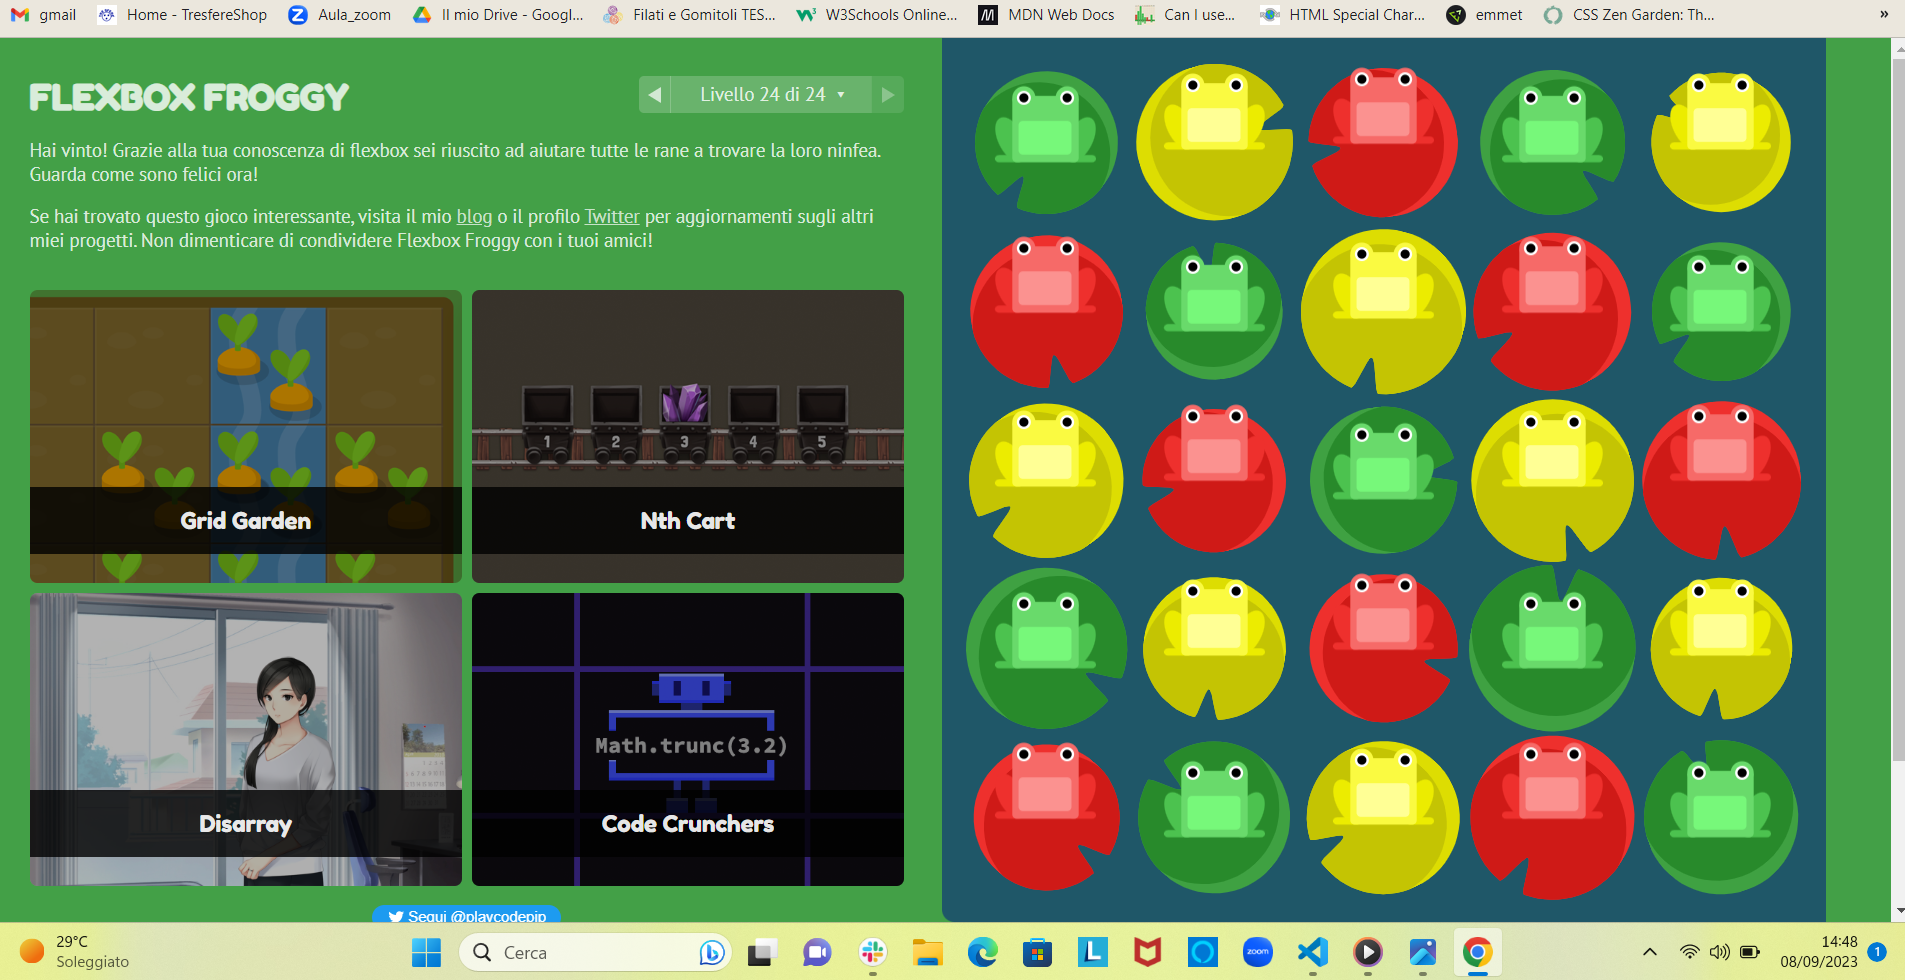 gmail Home - TresfereShop Aula_zoom Il mio Drive - Googl... Filati e Gomitoli TES... W3Schools Online... MDN Web Docs Can I use... HTML Special Char... emmet CSS Zen Garden: Th... »
FLEXBOX FROGGY
Livello 24 di 24
Hai vinto! Grazie alla tua conoscenza di flexbox sei riuscito ad aiutare tutte le rane a trovare la loro ninfea.
Guarda come sono felici ora!
Se hai trovato questo gioco interessante, visita il mio blog o il profilo Twitter per aggiornamenti sugli altri
miei progetti. Non dimenticare di condividere Flexbox Froggy con i tuoi amici!
1 2 3 4 5
Grid Garden
Nth Cart
Math.trunc(3.2)
Disarray
Code Crunchers
Segui @playcodepip
29°C
Soleggiato
Cerca
zoom
14:48
08/09/2023
1